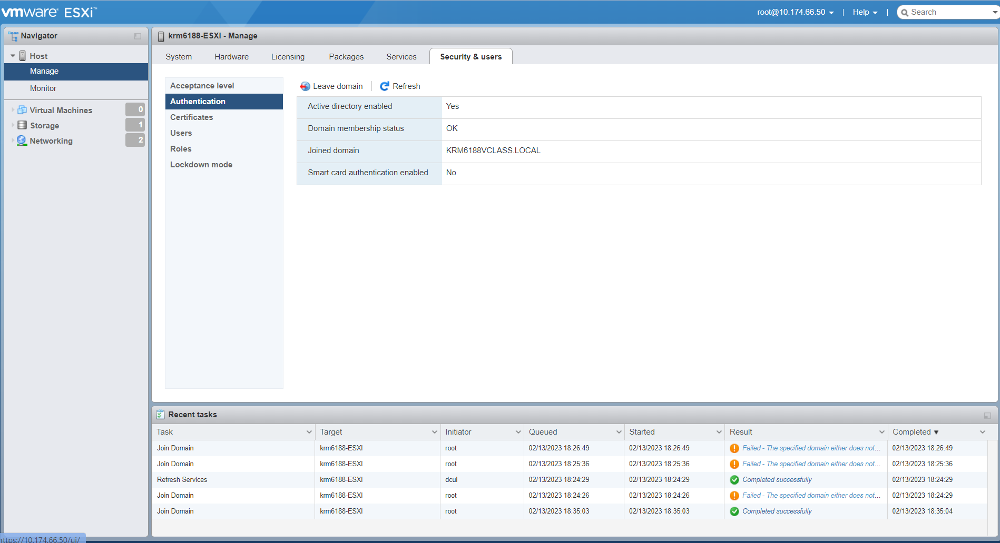 vmware ESXi™
root@10.174.66.50 | Help | Search
Navigator
Host
Manage
Monitor
Virtual Machines 0
Storage 1
Networking 2
krm6188-ESXI - Manage
System Hardware Licensing Packages Services Security & users
Acceptance level
Authentication
Certificates
Users
Roles
Lockdown mode
Leave domain | Refresh
Active directory enabled Yes
Domain membership status OK
Joined domain KRM6188VCLASS.LOCAL
Smart card authentication enabled No
Recent tasks
Task Target Initiator Queued Started Result Completed ▼
Join Domain krm6188-ESXI root 02/13/2023 18:26:49 02/13/2023 18:26:49 Failed - The specified domain either does not... 02/13/2023 18:26:49
Join Domain krm6188-ESXI root 02/13/2023 18:25:36 02/13/2023 18:25:36 Failed - The specified domain either does not... 02/13/2023 18:25:36
Refresh Services krm6188-ESXI dcui 02/13/2023 18:24:29 02/13/2023 18:24:29 Completed successfully 02/13/2023 18:24:29
Join Domain krm6188-ESXI root 02/13/2023 18:24:26 02/13/2023 18:24:26 Failed - The specified domain either does not... 02/13/2023 18:24:29
Join Domain krm6188-ESXI root 02/13/2023 18:35:03 02/13/2023 18:35:03 Completed successfully 02/13/2023 18:35:04
https://10.174.66.50/ui/